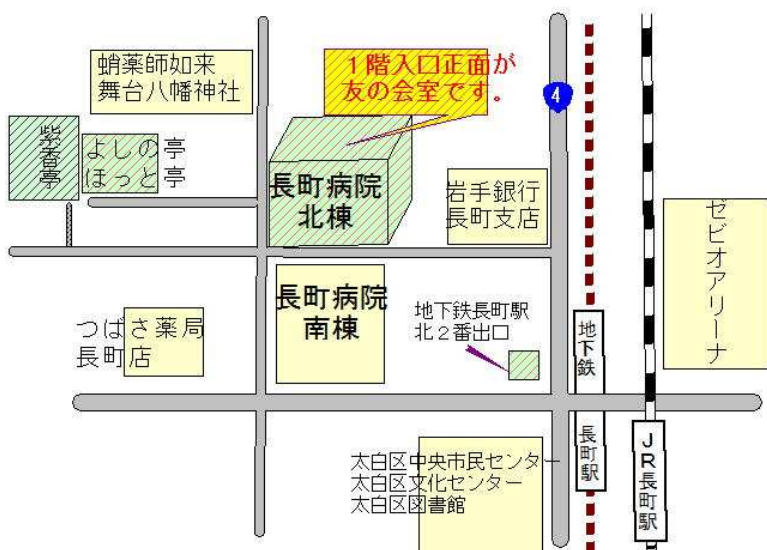 蛸薬師如来
舞台八幡神社
１階入口正面が
友の会室です。
4
紫香亭
よしの亭
ほっと亭
長町病院
北棟
岩手銀行
長町支店
ゼビオアリーナ
つばさ薬局
長町店
長町病院
南棟
地下鉄長町駅
北２番出口
地下鉄 長町駅
ＪＲ長町駅
太白区中央市民センター
太白区文化センター
太白区図書館